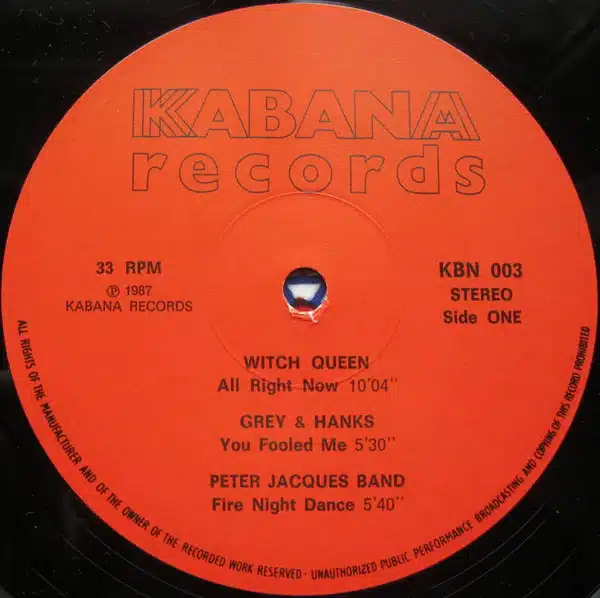 KABANA
records
33 RPM
℗ 1987
KABANA RECORDS
KBN 003
STEREO
Side ONE
WITCH QUEEN
All Right Now 10'04"
GREY & HANKS
You Fooled Me 5'30"
PETER JACQUES BAND
Fire Night Dance 5'40"
ALL RIGHTS OF THE MANUFACTURER AND OF THE OWNER OF THE RECORDED WORK RESERVED · UNAUTHORIZED PUBLIC PERFORMANCE BROADCASTING AND COPYING OF THIS RECORD PROHIBITED